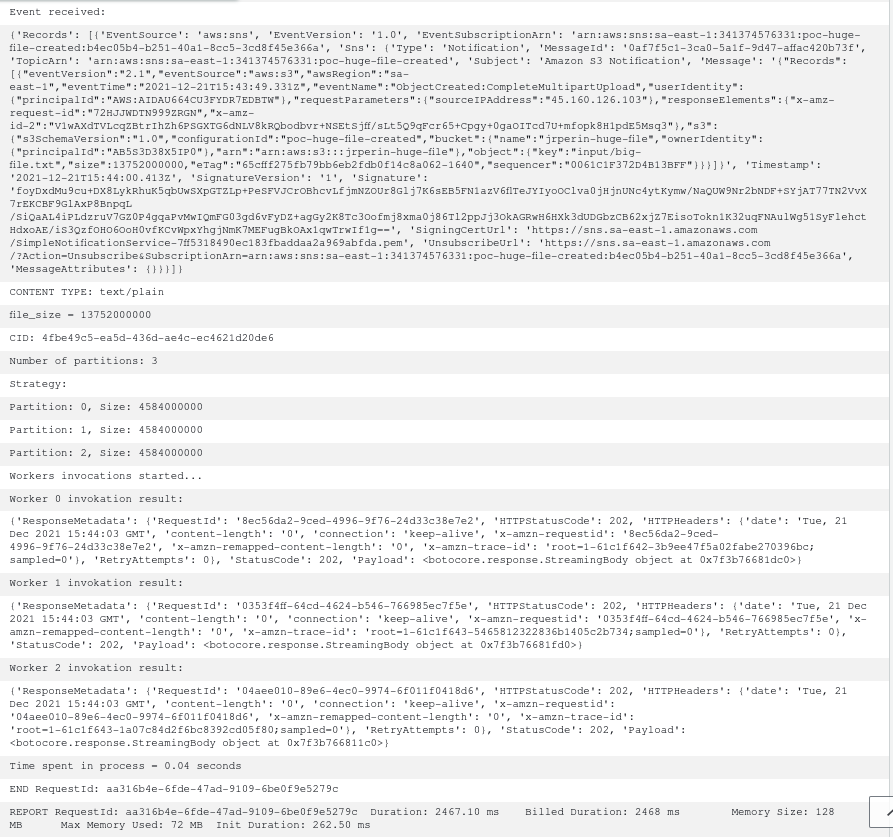 Event received:
{'Records': [{'EventSource': 'aws:sns', 'EventVersion': '1.0', 'EventSubscriptionArn': 'arn:aws:sns:sa-east-1:341374576331:poc-huge-
file-created:b4ec05b4-b251-40a1-8cc5-3cd8f45e366a', 'Sns': {'Type': 'Notification', 'MessageId': '0af7f5c1-3ca0-5a1f-9d47-affac420b73f',
'TopicArn': 'arn:aws:sns:sa-east-1:341374576331:poc-huge-file-created', 'Subject': 'Amazon S3 Notification', 'Message': '{"Records":
[{"eventVersion":"2.1","eventSource":"aws:s3","awsRegion":"sa-
east-1","eventTime":"2021-12-21T15:43:49.331Z","eventName":"ObjectCreated:CompleteMultipartUpload","userIdentity":
{"principalId":"AWS:AIDAU664CU3FYDR7EDBTW"},"requestParameters":{"sourceIPAddress":"45.160.126.103"},"responseElements":{"x-amz-
request-id":"72HJJWDTN999ZRGN","x-amz-
id-2":"V1wAXdTVLcqZBtrIhZh6PSGXTG6dNLV8kRQbodbvr+NSEtSjff/sLt5Q9qFcr65+Cpgy+0gaOITcd7U+mfopk8H1pdE5Msq3"},"s3":
{"s3SchemaVersion":"1.0","configurationId":"poc-huge-file-created","bucket":{"name":"jrperin-huge-file","ownerIdentity":
{"principalId":"AB5S3D38X5IP0"},"arn":"arn:aws:s3:::jrperin-huge-file"},"object":{"key":"input/big-
file.txt","size":13752000000,"eTag":"65cfff275fb79bb6eb2fdb0f14c8a062-1640","sequencer":"0061C1F372D4B13BFF"}}}]}', 'Timestamp':
'2021-12-21T15:44:00.413Z', 'SignatureVersion': '1', 'Signature':
'foyDxdMu9cu+DX8LykRhuK5qbUwSXpGTZLp+PeSFVJCrOBhcvLfjmNZOUr8Glj7K6sEB5FN1azV6flTeJYIyoOClva0jHjnUNc4ytKymw/NaQUW9Nr2bNDF+SYjAT77TN2VvX
7rEKCBF9GlAxP8BnpqL
/SiQaAL4iPLdzruV7GZ0P4gqaPvMwIQmFG03gd6vFyDZ+agGy2K8Tc3Oofmj8xma0j86Tl2ppJj3OkAGRwH6HXk3dUDGbzCB62xjZ7EisoTokn1K32uqFNAulWg51SyFlehct
HdxoAE/iS3QzfOHO6OoH0vfKCvWpxYhgjNmK7MEFugBkOAx1qwTrwIf1g==', 'SigningCertUrl': 'https://sns.sa-east-1.amazonaws.com
/SimpleNotificationService-7ff5318490ec183fbaddaa2a969abfda.pem', 'UnsubscribeUrl': 'https://sns.sa-east-1.amazonaws.com
/?Action=Unsubscribe&SubscriptionArn=arn:aws:sns:sa-east-1:341374576331:poc-huge-file-created:b4ec05b4-b251-40a1-8cc5-3cd8f45e366a',
'MessageAttributes': {}}}]}
CONTENT TYPE: text/plain
file_size = 13752000000
CID: 4fbe49c5-ea5d-436d-ae4c-ec4621d20de6
Number of partitions: 3
Strategy:
Partition: 0, Size: 4584000000
Partition: 1, Size: 4584000000
Partition: 2, Size: 4584000000
Workers invocations started...
Worker 0 invokation result:
{'ResponseMetadata': {'RequestId': '8ec56da2-9ced-4996-9f76-24d33c38e7e2', 'HTTPStatusCode': 202, 'HTTPHeaders': {'date': 'Tue, 21
Dec 2021 15:44:03 GMT', 'content-length': '0', 'connection': 'keep-alive', 'x-amzn-requestid': '8ec56da2-9ced-
4996-9f76-24d33c38e7e2', 'x-amzn-remapped-content-length': '0', 'x-amzn-trace-id': 'root=1-61c1f642-3b9ee47f5a02fabe270396bc;
sampled=0'}, 'RetryAttempts': 0}, 'StatusCode': 202, 'Payload': <botocore.response.StreamingBody object at 0x7f3b76681dc0>}
Worker 1 invokation result:
{'ResponseMetadata': {'RequestId': '0353f4ff-64cd-4624-b546-766985ec7f5e', 'HTTPStatusCode': 202, 'HTTPHeaders': {'date': 'Tue, 21 Dec
2021 15:44:03 GMT', 'content-length': '0', 'connection': 'keep-alive', 'x-amzn-requestid': '0353f4ff-64cd-4624-b546-766985ec7f5e', 'x-
amzn-remapped-content-length': '0', 'x-amzn-trace-id': 'root=1-61c1f643-5465812322836b1405c2b734;sampled=0'}, 'RetryAttempts': 0},
'StatusCode': 202, 'Payload': <botocore.response.StreamingBody object at 0x7f3b76681fd0>}
Worker 2 invokation result:
{'ResponseMetadata': {'RequestId': '04aee010-89e6-4ec0-9974-6f011f0418d6', 'HTTPStatusCode': 202, 'HTTPHeaders': {'date': 'Tue, 21
Dec 2021 15:44:03 GMT', 'content-length': '0', 'connection': 'keep-alive', 'x-amzn-requestid':
'04aee010-89e6-4ec0-9974-6f011f0418d6', 'x-amzn-remapped-content-length': '0', 'x-amzn-trace-id':
'root=1-61c1f643-1a07c84d2f6bc8392cd05f80;sampled=0'}, 'RetryAttempts': 0}, 'StatusCode': 202, 'Payload':
<botocore.response.StreamingBody object at 0x7f3b766811c0>}
Time spent in process = 0.04 seconds
END RequestId: aa316b4e-6fde-47ad-9109-6be0f9e5279c
REPORT RequestId: aa316b4e-6fde-47ad-9109-6be0f9e5279c Duration: 2467.10 ms Billed Duration: 2468 ms Memory Size: 128
MB Max Memory Used: 72 MB Init Duration: 262.50 ms